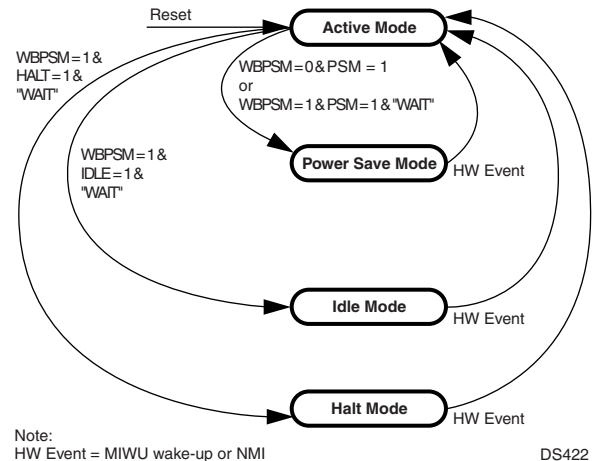 Reset
Active Mode
WBPSM=1&
HALT=1&
"WAIT"
WBPSM=0&PSM = 1
or
WBPSM=1&PSM=1&"WAIT"
WBPSM=1&
IDLE=1&
"WAIT"
Power Save Mode
HW Event
Idle Mode
HW Event
Halt Mode
HW Event
Note:
HW Event = MIWU wake-up or NMI
DS422